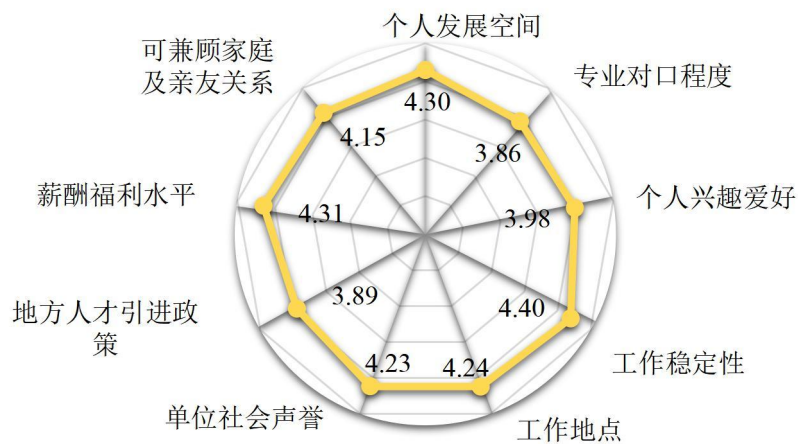 个人发展空间
4.30
专业对口程度
3.86
个人兴趣爱好
3.98
工作稳定性
4.40
工作地点
4.24
单位社会声誉
4.23
地方人才引进政
策
3.89
薪酬福利水平
4.31
可兼顾家庭
及亲友关系
4.15